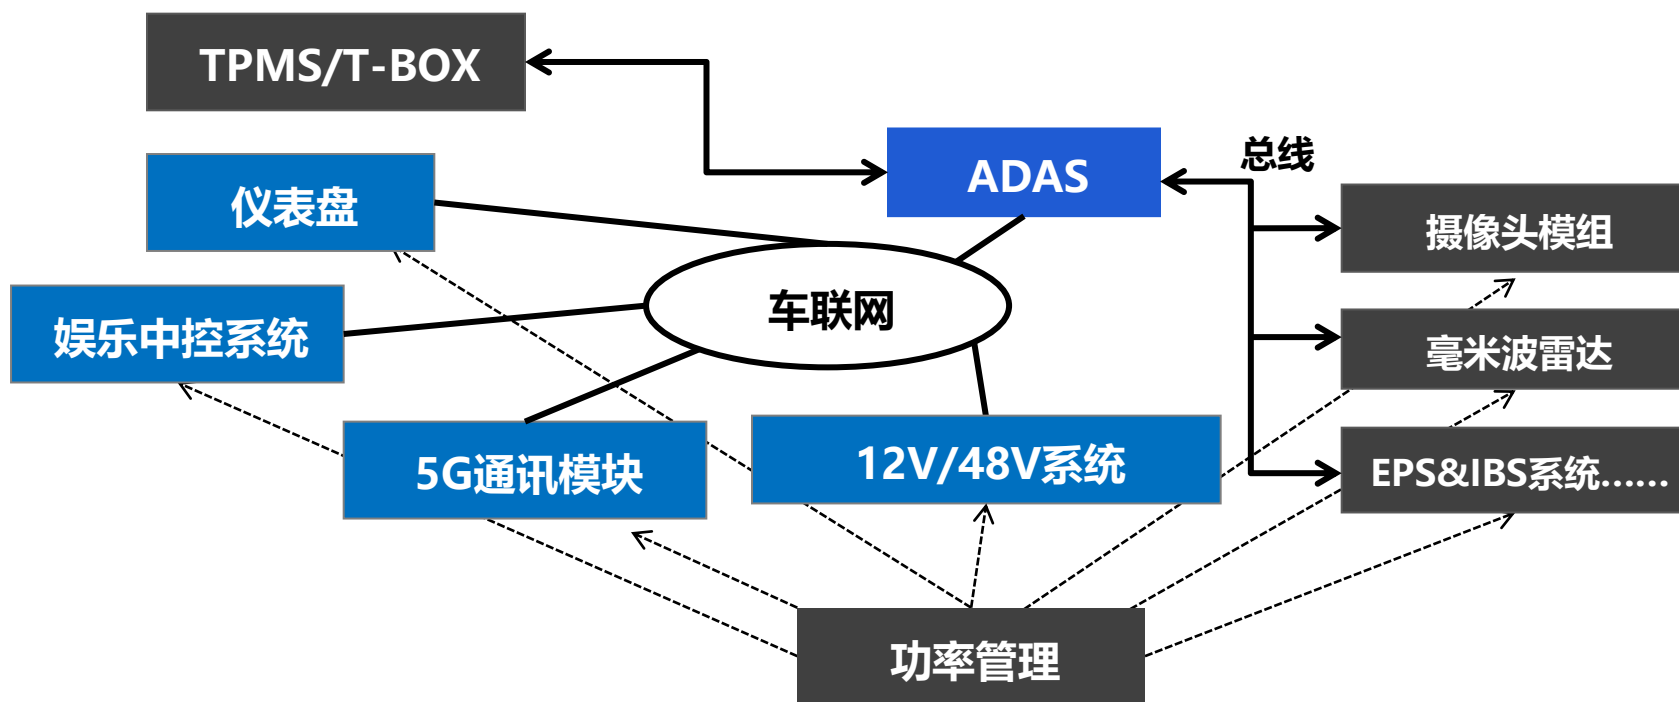 TPMS/T-BOX
ADAS
总线
仪表盘
摄像头模组
车联网
娱乐中控系统
毫米波雷达
5G通讯模块
12V/48V系统
EPS&IBS系统......
功率管理